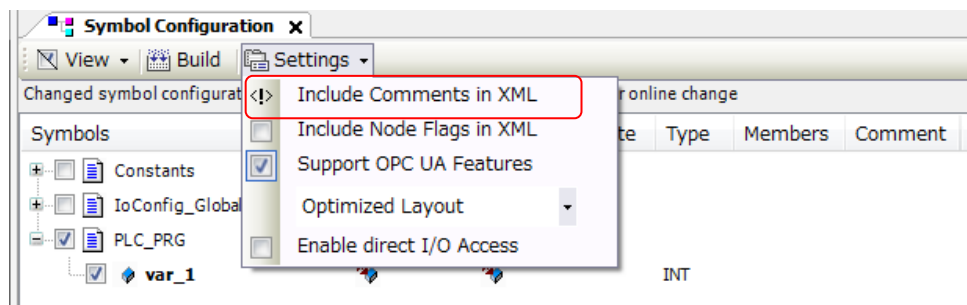 Symbol Configuration x
View Build Settings
Changed symbol configurat r online change
Include Comments in XML
Symbols te Type Members Comment
Include Node Flags in XML
Constants
Support OPC UA Features
IoConfig_Global
Optimized Layout
PLC_PRG
Enable direct I/O Access
var_1 INT